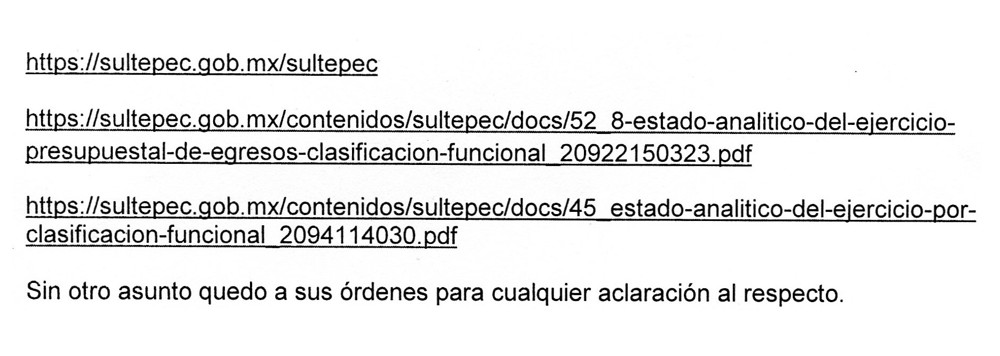 https://sultepec.gob.mx/sultepec
https://sultepec.gob.mx/contenidos/sultepec/docs/52_8-estado-analitico-del-ejercicio-
presupuestal-de-egresos-clasificacion-funcional_20922150323.pdf
https://sultepec.gob.mx/contenidos/sultepec/docs/45_estado-analitico-del-ejercicio-por-
clasificacion-funcional_2094114030.pdf
Sin otro asunto quedo a sus órdenes para cualquier aclaración al respecto.